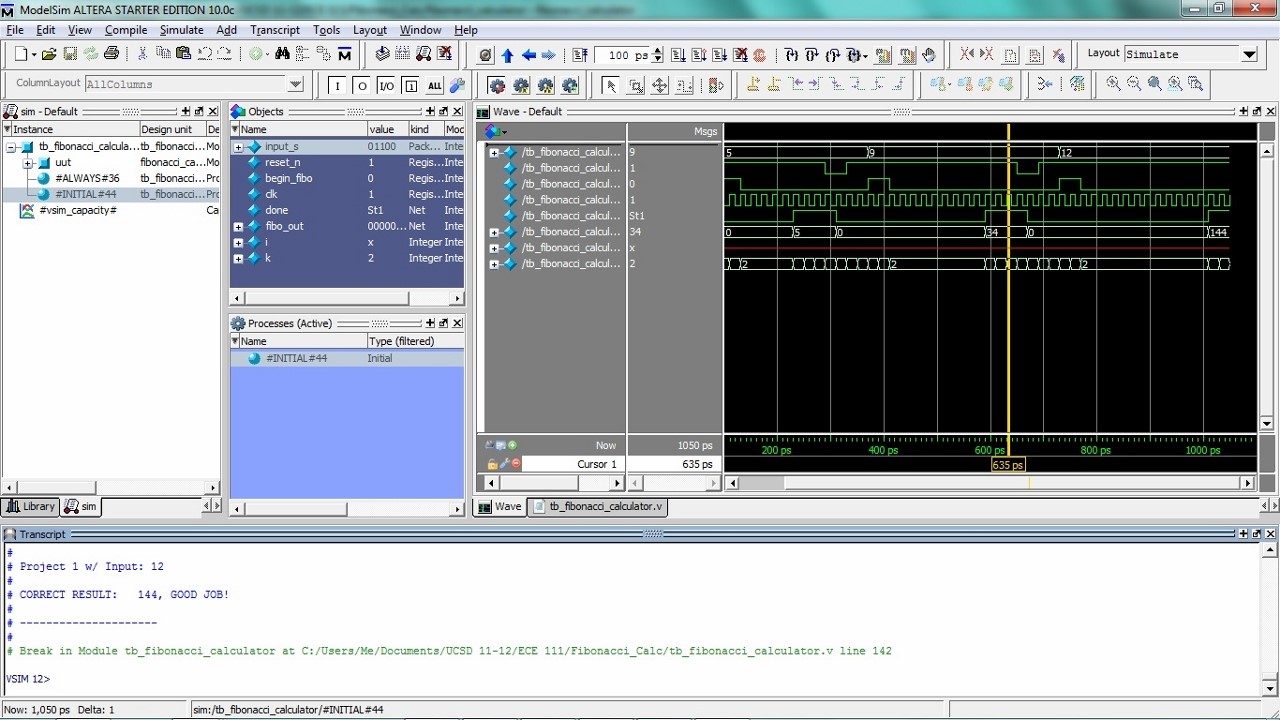 ModelSim ALTERA STARTER EDITION 10.0c
File Edit View Compile Simulate Add Transcript Tools Layout Window Help
100 ps Layout Simulate
ColumnLayout AllColumns I O I/O ALL
sim - Default
Instance Design unit De
tb_fibonacci_calcula... tb_fibonacci... Mo
uut fibonacci_ca... Mo
#ALWAYS#36 tb_fibonacci... Pro
#INITIAL#44 tb_fibonacci... Pro
#vsim_capacity# Ca
Library sim
Objects
Name value kind Moc
input_s 01100 Pack... Inte
reset_n 1 Regis... Inte
begin_fibo 0 Regis... Inte
clk 1 Regis... Inte
done St1 Net Inte
fibo_out 00000... Net Inte
i x Integer Inte
k 2 Integer Inte
Processes (Active)
Name Type (filtered)
#INITIAL#44 Initial
Wave - Default
Msgs
/tb_fibonacci_calcul... 9 5 9 12
/tb_fibonacci_calcul... 1
/tb_fibonacci_calcul... 0
/tb_fibonacci_calcul... 1
/tb_fibonacci_calcul... St1
/tb_fibonacci_calcul... 34 0 5 0 34 0 144
/tb_fibonacci_calcul... x
/tb_fibonacci_calcul... 2 2 2 2
Now 1050 ps 200 ps 400 ps 600 ps 800 ps 1000 ps
Cursor 1 635 ps 635 ps
Wave tb_fibonacci_calculator.v
Transcript
#
# Project 1 w/ Input: 12
#
# CORRECT RESULT: 144, GOOD JOB!
#
# ----------------------
#
# Break in Module tb_fibonacci_calculator at C:/Users/Me/Documents/UCSD 11-12/ECE 111/Fibonacci_Calc/tb_fibonacci_calculator.v line 142
VSIM 12>
Now: 1,050 ps Delta: 1 sim:/tb_fibonacci_calculator/#INITIAL#44